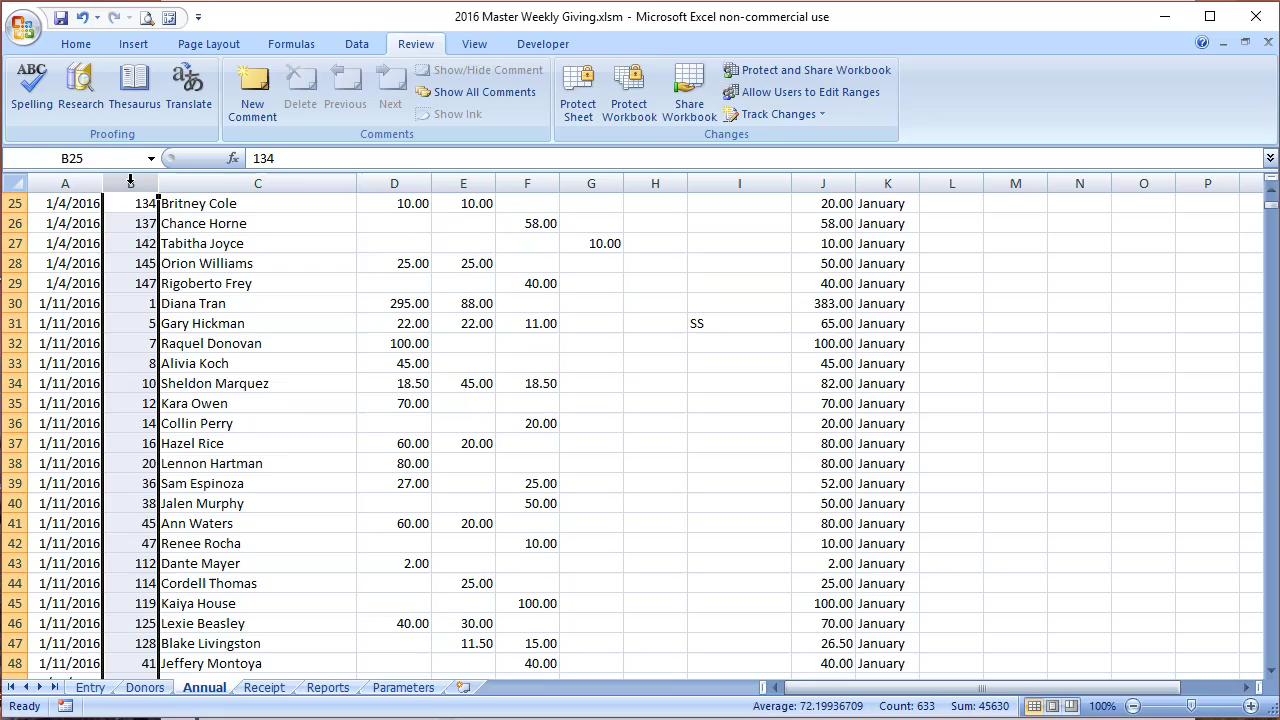 2016 Master Weekly Giving.xlsm - Microsoft Excel non-commercial use
Home Insert Page Layout Formulas Data Review View Developer
ABC
Spelling Research Thesaurus Translate
Proofing
New Comment Delete Previous Next
Show/Hide Comment
Show All Comments
Show Ink
Comments
Protect Sheet Protect Workbook Share Workbook
Protect and Share Workbook
Allow Users to Edit Ranges
Track Changes
Changes
B25 fx 134
A B C D E F G H I J K L M N O P
25 1/4/2016 134 Britney Cole 10.00 10.00 20.00 January
26 1/4/2016 137 Chance Horne 58.00 58.00 January
27 1/4/2016 142 Tabitha Joyce 10.00 10.00 January
28 1/4/2016 145 Orion Williams 25.00 25.00 50.00 January
29 1/4/2016 147 Rigoberto Frey 40.00 40.00 January
30 1/11/2016 1 Diana Tran 295.00 88.00 383.00 January
31 1/11/2016 5 Gary Hickman 22.00 22.00 11.00 SS 65.00 January
32 1/11/2016 7 Raquel Donovan 100.00 100.00 January
33 1/11/2016 8 Alivia Koch 45.00 45.00 January
34 1/11/2016 10 Sheldon Marquez 18.50 45.00 18.50 82.00 January
35 1/11/2016 12 Kara Owen 70.00 70.00 January
36 1/11/2016 14 Collin Perry 20.00 20.00 January
37 1/11/2016 16 Hazel Rice 60.00 20.00 80.00 January
38 1/11/2016 20 Lennon Hartman 80.00 80.00 January
39 1/11/2016 36 Sam Espinoza 27.00 25.00 52.00 January
40 1/11/2016 38 Jalen Murphy 50.00 50.00 January
41 1/11/2016 45 Ann Waters 60.00 20.00 80.00 January
42 1/11/2016 47 Renee Rocha 10.00 10.00 January
43 1/11/2016 112 Dante Mayer 2.00 2.00 January
44 1/11/2016 114 Cordell Thomas 25.00 25.00 January
45 1/11/2016 119 Kaiya House 100.00 100.00 January
46 1/11/2016 125 Lexie Beasley 40.00 30.00 70.00 January
47 1/11/2016 128 Blake Livingston 11.50 15.00 26.50 January
48 1/11/2016 41 Jeffery Montoya 40.00 40.00 January
Entry Donors Annual Receipt Reports Parameters
Ready Average: 72.19936709 Count: 633 Sum: 45630 100%